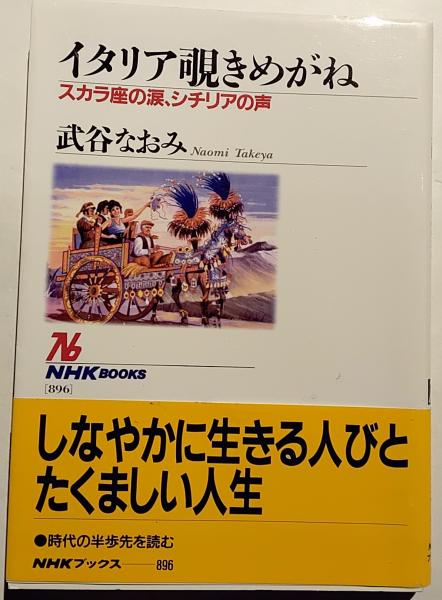 イタリア覗きめがね
スカラ座の涙、シチリアの声
武谷なおみ Naomi Takeya
NHK BOOKS
[896]
しなやかに生きる人びと
たくましい人生
●時代の半歩先を読む
NHKブックス——896